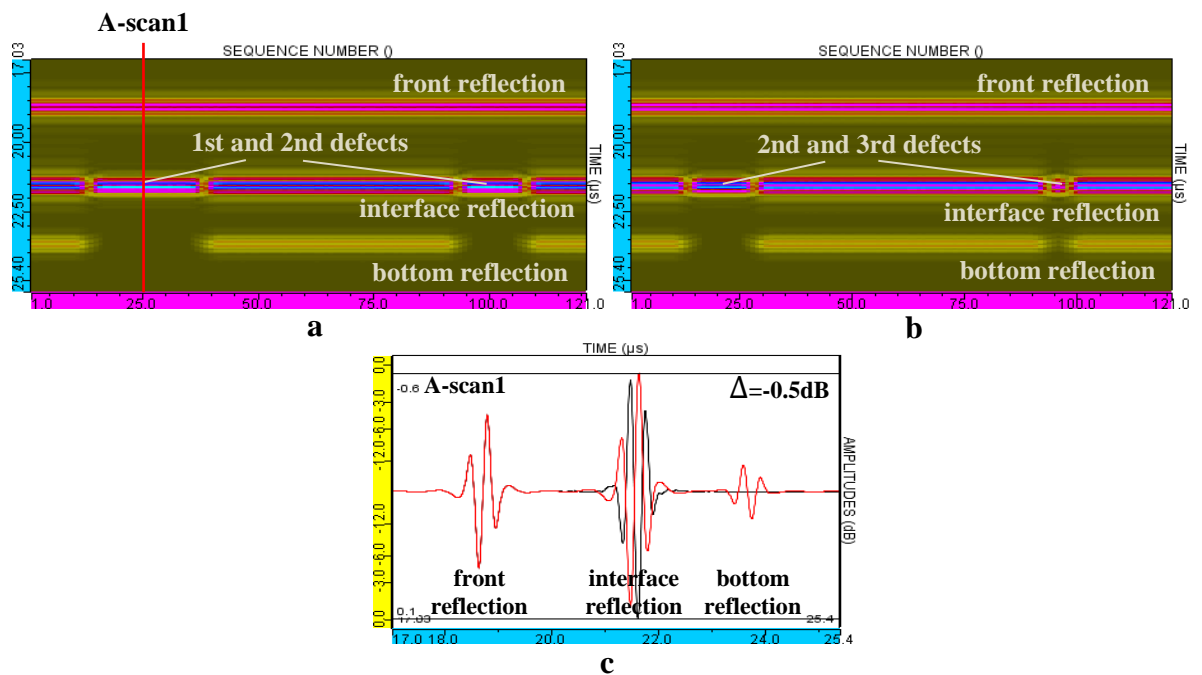 A-scan1
SEQUENCE NUMBER ()
17.03
20.00
22.50
25.40
TIME (µs)
front reflection
1st and 2nd defects
interface reflection
bottom reflection
1.0 25.0 50.0 75.0 100.0 121.0
a
SEQUENCE NUMBER ()
17.03
20.00
22.50
25.40
TIME (µs)
front reflection
2nd and 3rd defects
interface reflection
bottom reflection
1.0 25.0 50.0 75.0 100.0 121.0
b
TIME (µs)
0.0
-3.0
-6.0
-12.0
-12.0
-6.0
-3.0
0.0
-0.6
A-scan1
Δ=-0.5dB
AMPLITUDES (dB)
front
reflection
interface
reflection
bottom
reflection
0.1
17.03
25.4
17.0 18.0 20.0 22.0 24.0 25.4
c